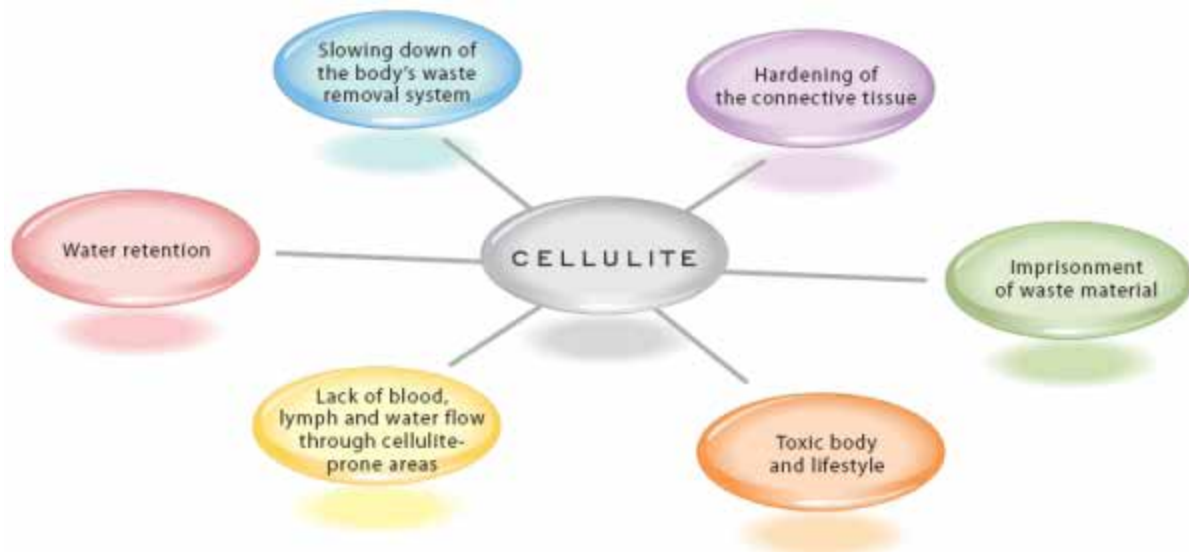 Slowing down of
the body's waste
removal system
Hardening of
the connective tissue
Water retention
CELLULITE
Imprisonment
of waste material
Lack of blood,
lymph and water flow
through cellulite-
prone areas
Toxic body
and lifestyle